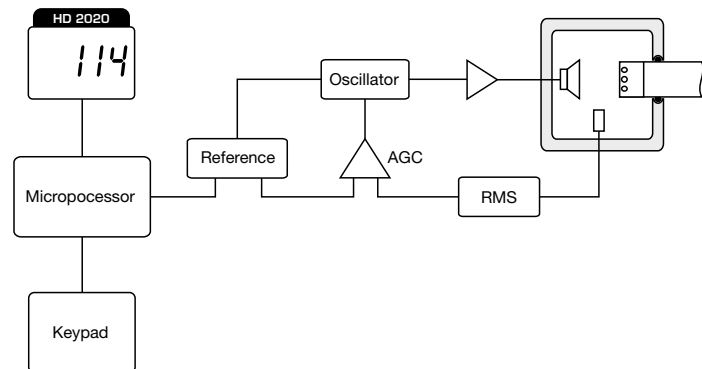 HD 2020
114
Oscillator
Reference
AGC
Micropocessor
RMS
Keypad